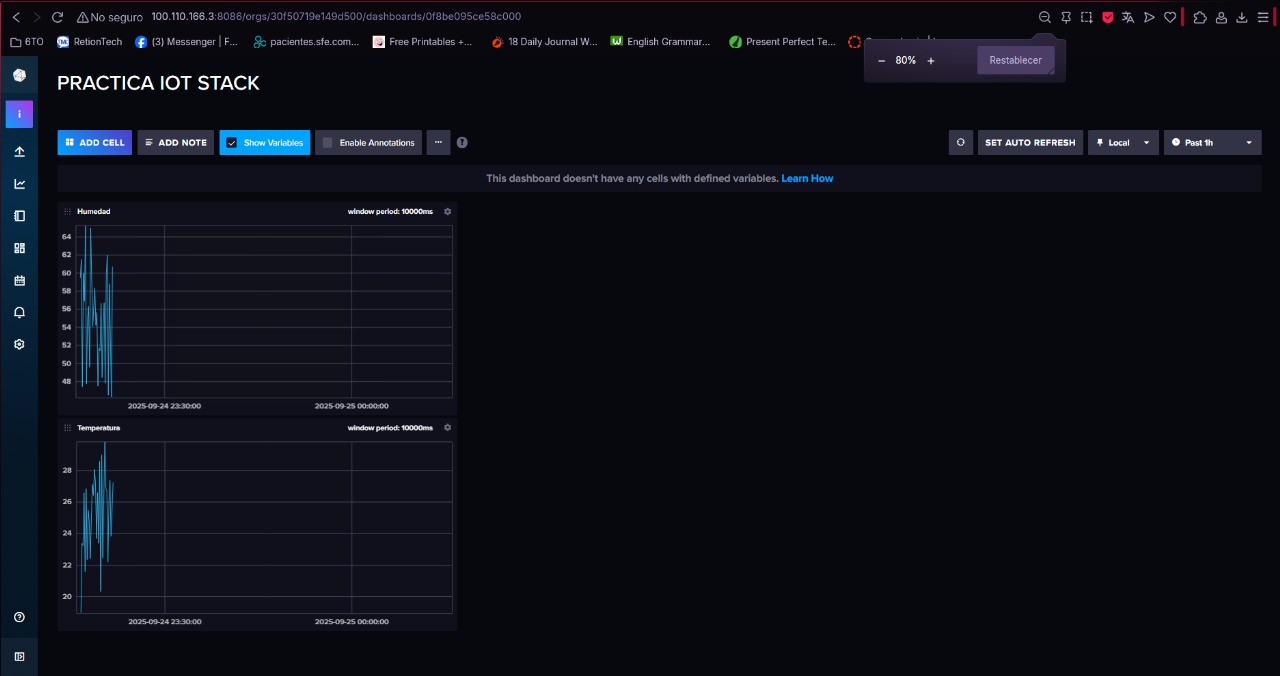 No seguro 100.110.166.3:8086/orgs/30f50719e149d500/dashboards/0f8be095ce58c000
6TO RetionTech (3) Messenger | F... pacientes.sfe.com... Free Printables +... 18 Daily Journal W... English Grammar... Present Perfect Te...
− 80% + Restablecer
PRACTICA IOT STACK
ADD CELL ADD NOTE Show Variables Enable Annotations ... SET AUTO REFRESH Local Past 1h
This dashboard doesn't have any cells with defined variables. Learn How
Humedad window period: 10000ms
64
62
60
58
56
54
52
50
48
2025-09-24 23:30:00 2025-09-25 00:00:00
Temperatura window period: 10000ms
28
26
24
22
20
2025-09-24 23:30:00 2025-09-25 00:00:00